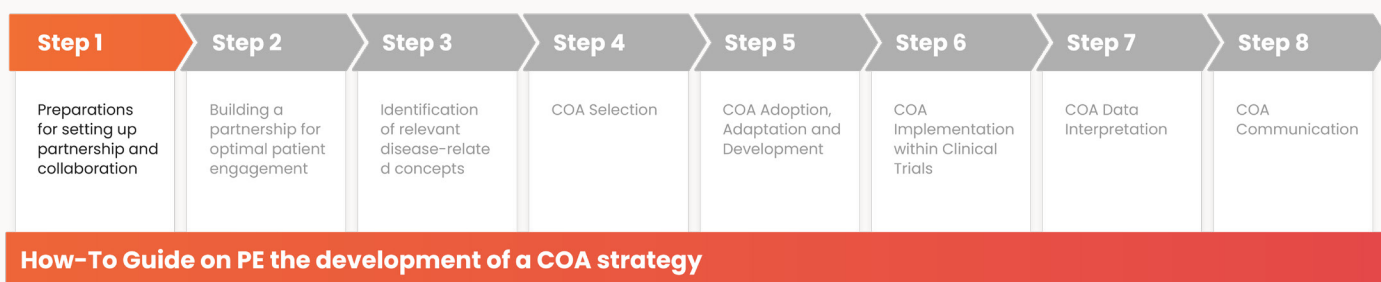 Step 1
Preparations
for setting up
partnership and
collaboration
Step 2
Building a
partnership for
optimal patient
engagement
Step 3
Identification
of relevant
disease-relate
d concepts
Step 4
COA Selection
Step 5
COA Adoption,
Adaptation and
Development
Step 6
COA
Implementation
within Clinical
Trials
Step 7
COA Data
Interpretation
Step 8
COA
Communication
How-To Guide on PE the development of a COA strategy